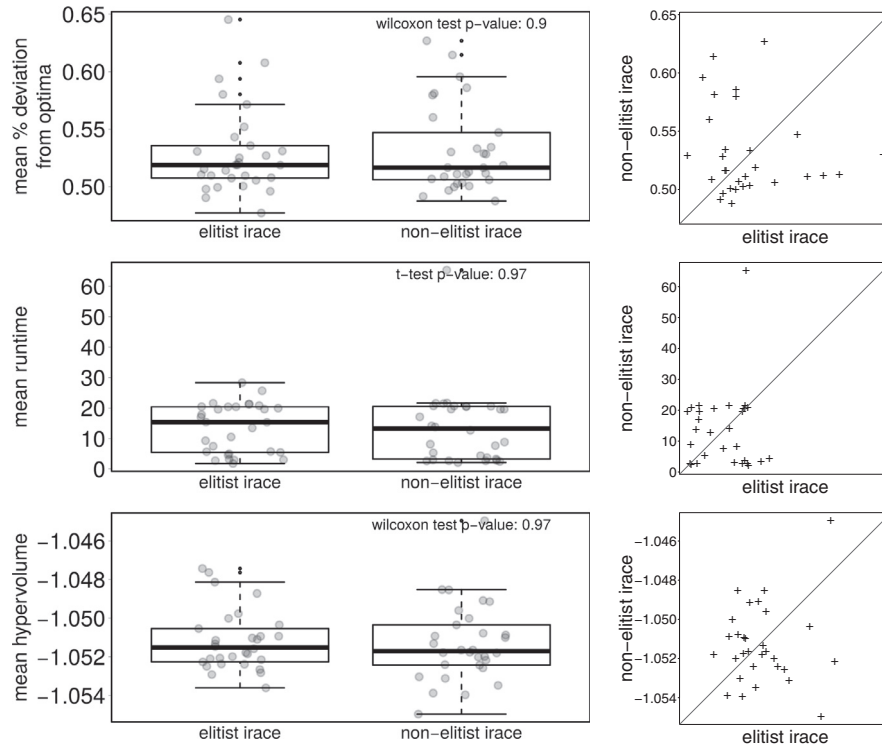 mean % deviation
from optima
0.65
0.60
0.55
0.50
wilcoxon test p-value: 0.9
elitist irace
non-elitist irace
non-elitist irace
0.65
0.60
0.55
0.50
elitist irace
mean runtime
60
50
40
30
20
10
0
t-test p-value: 0.97
elitist irace
non-elitist irace
non-elitist irace
60
50
40
30
20
10
0
elitist irace
mean hypervolume
−1.046
−1.048
−1.050
−1.052
−1.054
wilcoxon test p-value: 0.97
elitist irace
non-elitist irace
non-elitist irace
−1.046
−1.048
−1.050
−1.052
−1.054
elitist irace